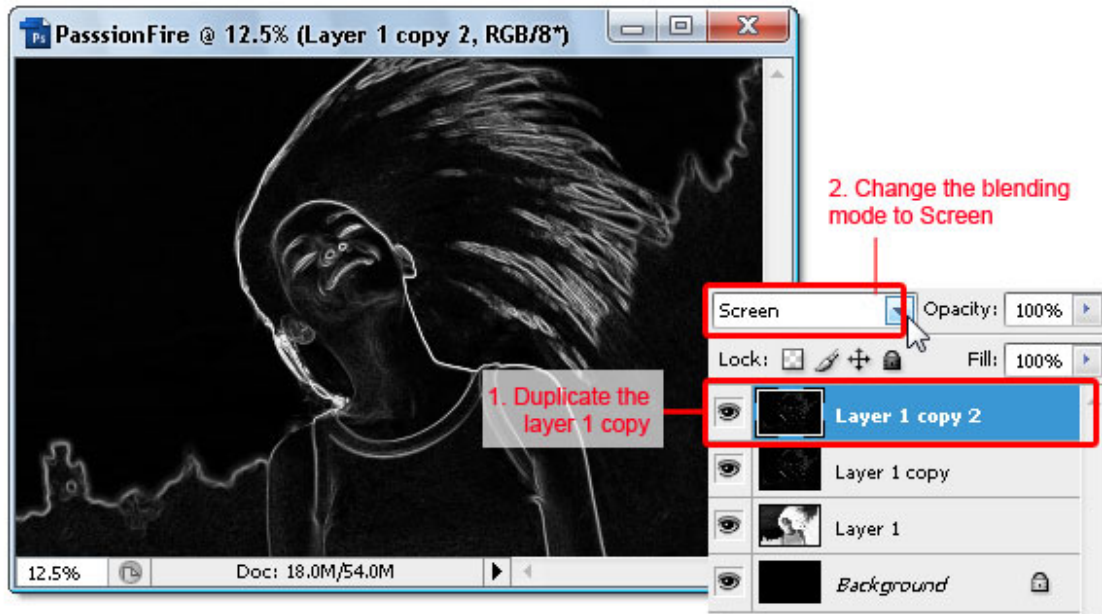 Ps PasssionFire @ 12.5% (Layer 1 copy 2, RGB/8*)
2. Change the blending
mode to Screen
Screen Opacity: 100%
Lock: Fill: 100%
1. Duplicate the
layer 1 copy
Layer 1 copy 2
Layer 1 copy
Layer 1
Background
12.5% Doc: 18.0M/54.0M